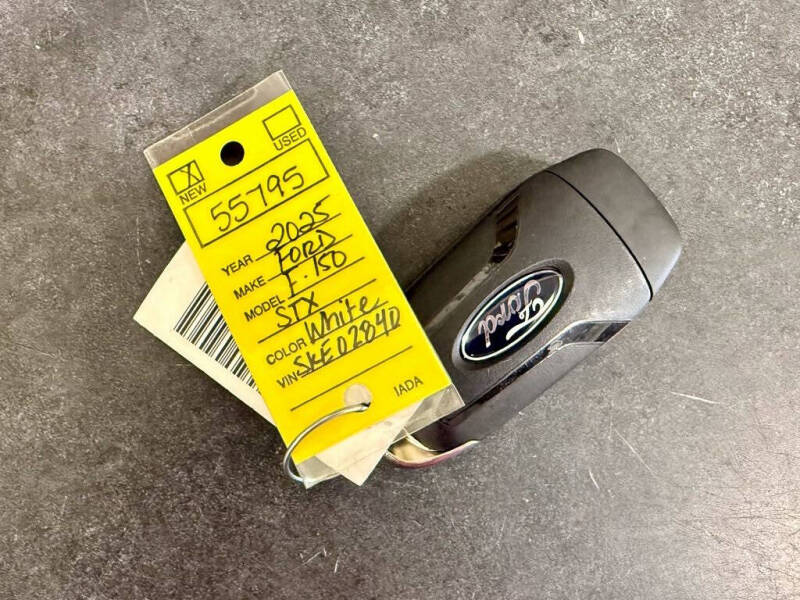 NEW
USED
55795
YEAR 2025
MAKE FORD
MODEL F-150
STX
COLOR White
VIN SKE02840
IADA
Ford